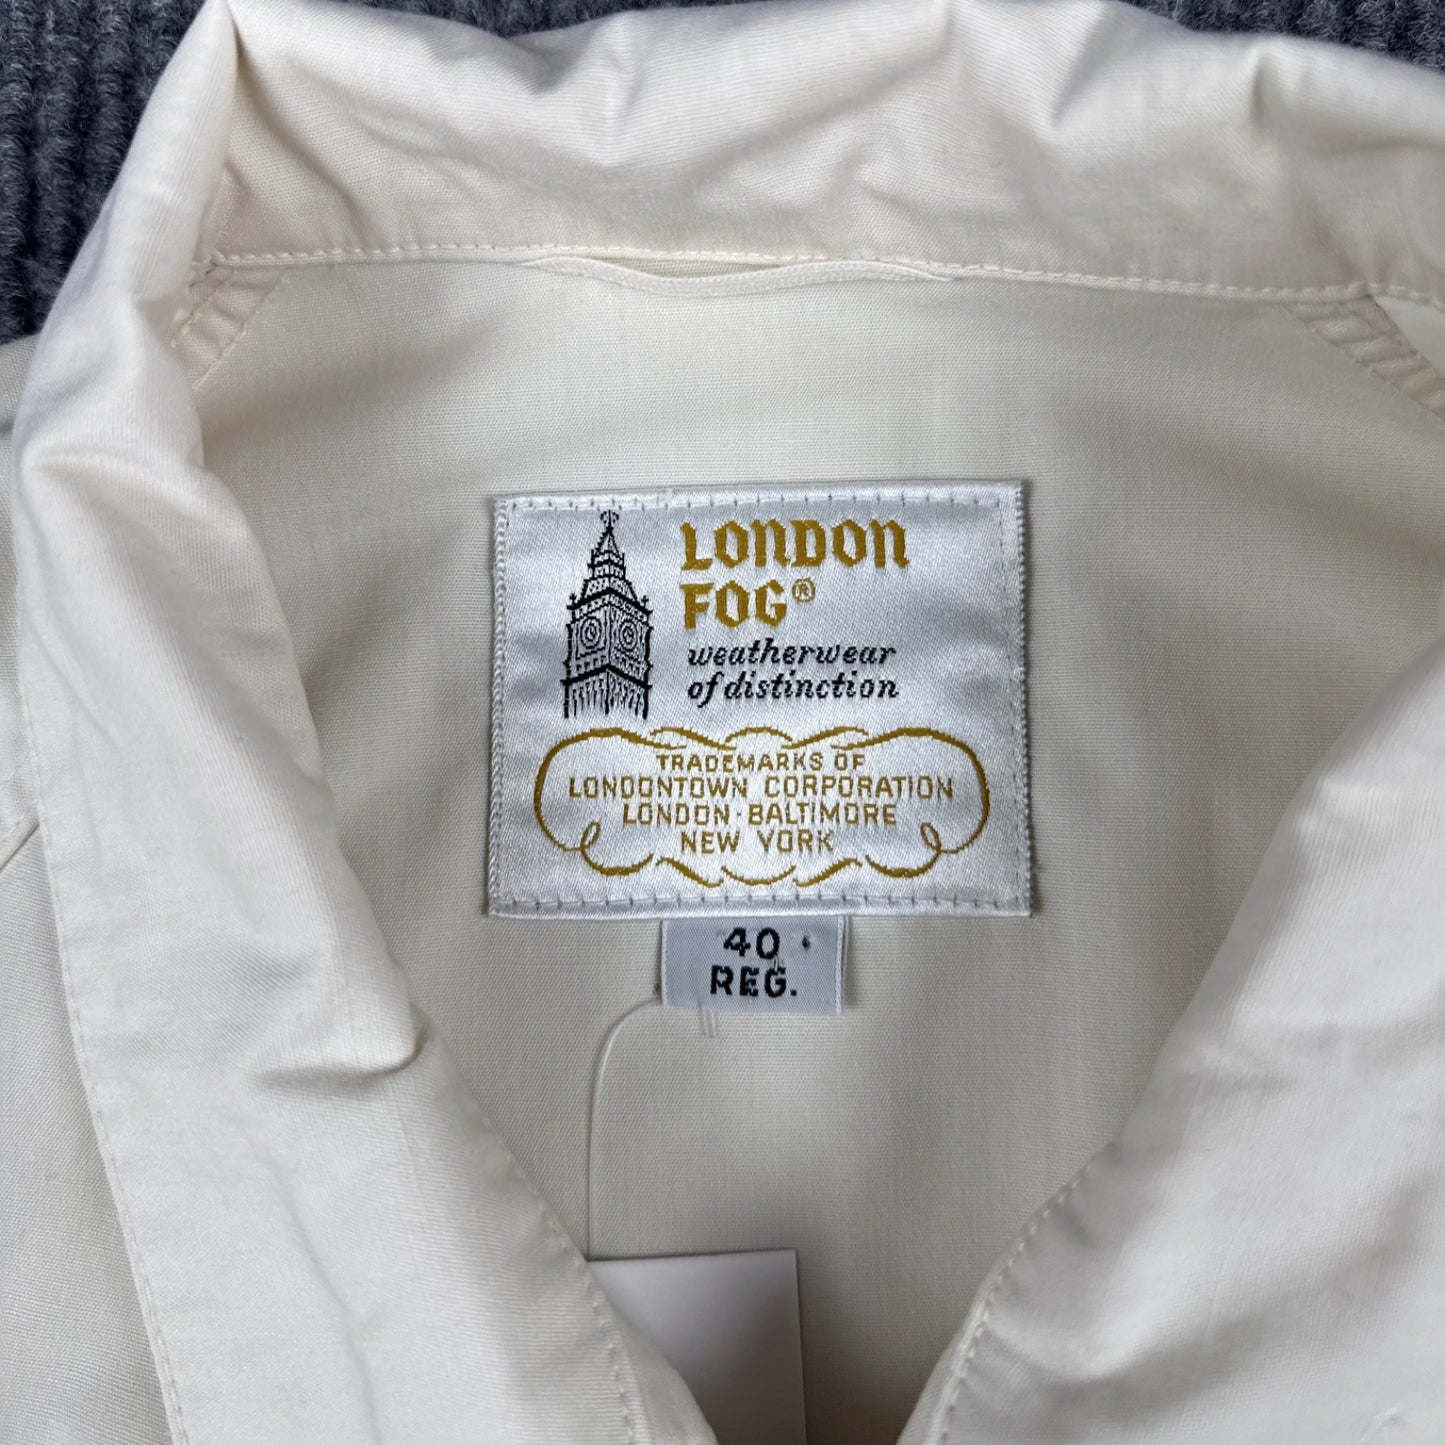 LONDON
FOG®
weatherwear
of distinction
TRADEMARKS OF
LONDONTOWN CORPORATION
LONDON·BALTIMORE
NEW YORK
40
REG.